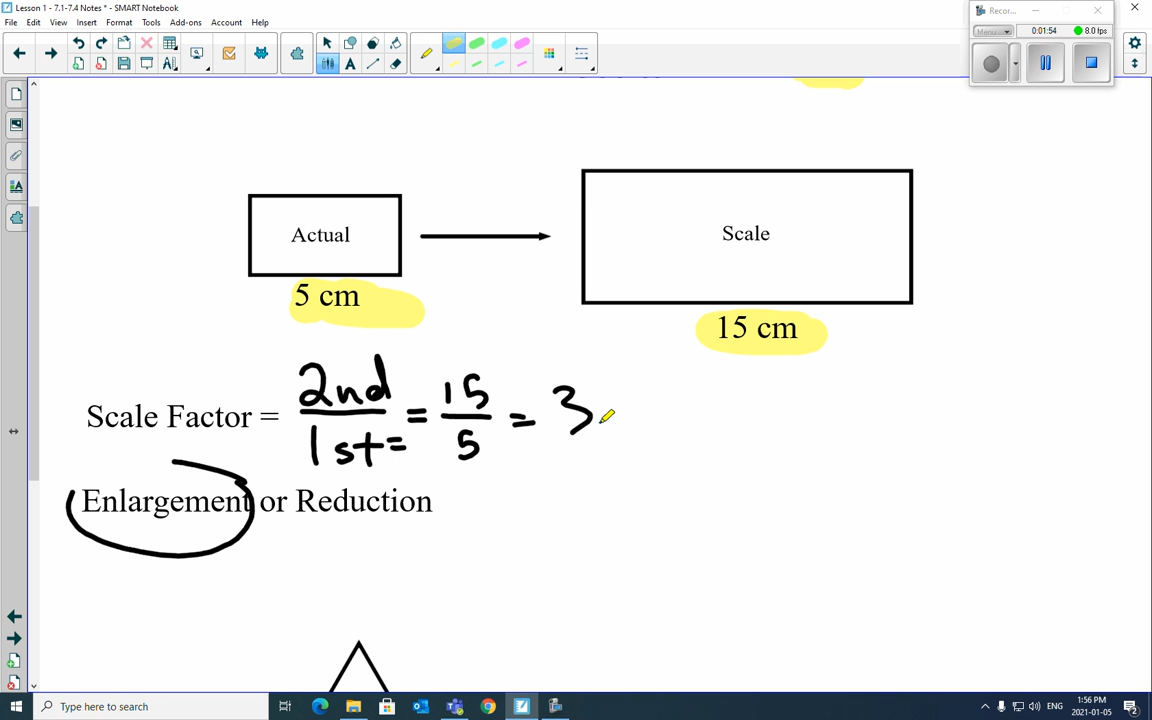 Lesson 1 - 7.1-7.4 Notes * - SMART Notebook
File Edit View Insert Format Tools Add-ons Account Help
Recor...
Menu
0:01:54 8.0 fps
Actual
Scale
5 cm
15 cm
Scale Factor = 2nd/1st= = 15/5 = 3
Enlargement or Reduction
Type here to search
ENG
1:56 PM
2021-01-05
2